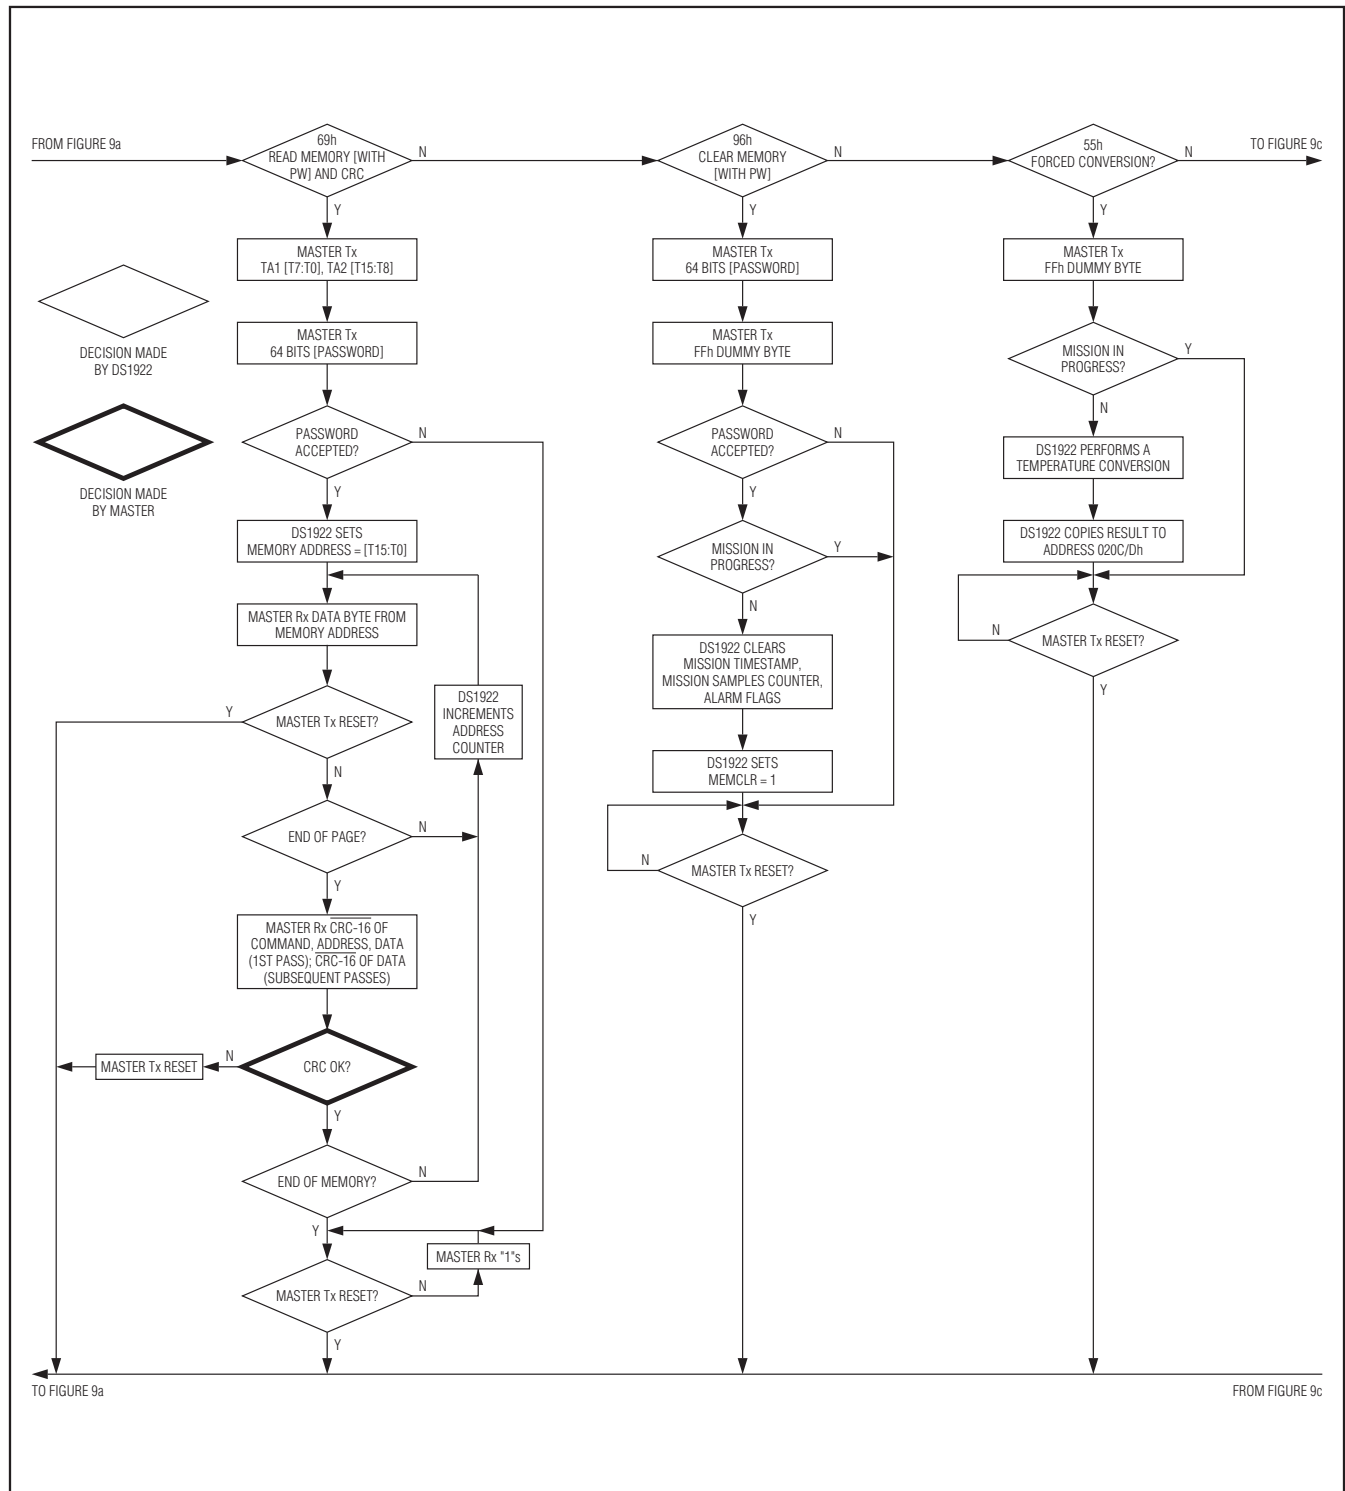 FROM FIGURE 9a
69h
READ MEMORY [WITH
PW] AND CRC
N
Y
MASTER Tx
TA1 [T7:T0], TA2 [T15:T8]
MASTER Tx
64 BITS [PASSWORD]
PASSWORD
ACCEPTED?
N
Y
DS1922 SETS
MEMORY ADDRESS = [T15:T0]
MASTER Rx DATA BYTE FROM
MEMORY ADDRESS
MASTER Tx RESET?
Y
N
DS1922
INCREMENTS
ADDRESS
COUNTER
END OF PAGE?
N
Y
MASTER Rx CRC-16 OF
COMMAND, ADDRESS, DATA
(1ST PASS); CRC-16 OF DATA
(SUBSEQUENT PASSES)
CRC OK?
N
MASTER Tx RESET
Y
END OF MEMORY?
N
Y
MASTER Rx "1"s
MASTER Tx RESET?
N
Y
DECISION MADE
BY DS1922
DECISION MADE
BY MASTER
96h
CLEAR MEMORY
[WITH PW]
N
Y
MASTER Tx
64 BITS [PASSWORD]
MASTER Tx
FFh DUMMY BYTE
PASSWORD
ACCEPTED?
N
Y
MISSION IN
PROGRESS?
Y
N
DS1922 CLEARS
MISSION TIMESTAMP,
MISSION SAMPLES COUNTER,
ALARM FLAGS
DS1922 SETS
MEMCLR = 1
MASTER Tx RESET?
N
Y
55h
FORCED CONVERSION?
N
TO FIGURE 9c
Y
MASTER Tx
FFh DUMMY BYTE
MISSION IN
PROGRESS?
Y
N
DS1922 PERFORMS A
TEMPERATURE CONVERSION
DS1922 COPIES RESULT TO
ADDRESS 020C/Dh
MASTER Tx RESET?
N
Y
TO FIGURE 9a
FROM FIGURE 9c